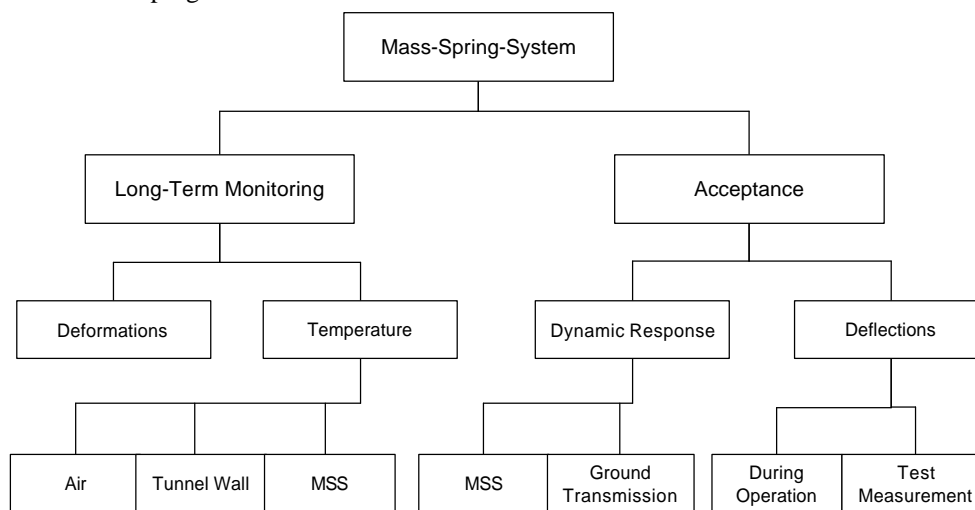 Mass-Spring-System
Long-Term Monitoring
Acceptance
Deformations
Temperature
Dynamic Response
Deflections
Air
Tunnel Wall
MSS
MSS
Ground
Transmission
During
Operation
Test
Measurement